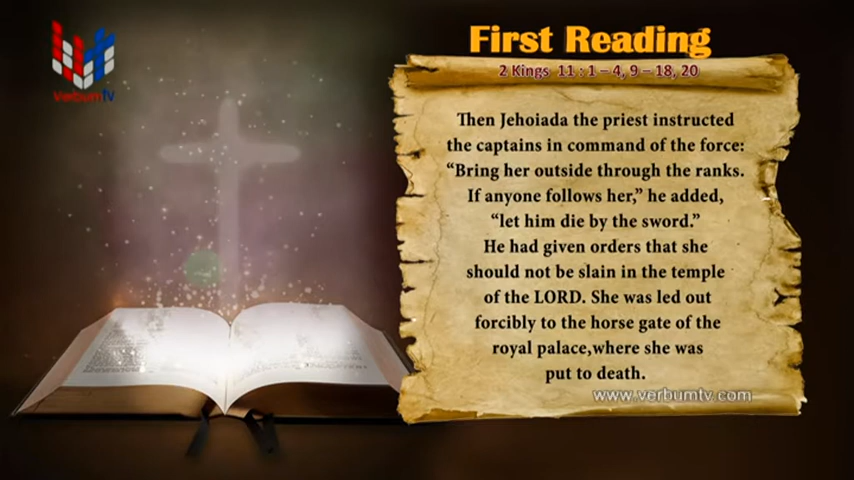 VerbumTV
First Reading
2 Kings 11 : 1 – 4, 9 – 18, 20
Then Jehoiada the priest instructed
the captains in command of the force:
“Bring her outside through the ranks.
If anyone follows her,” he added,
“let him die by the sword.”
He had given orders that she
should not be slain in the temple
of the LORD. She was led out
forcibly to the horse gate of the
royal palace,where she was
put to death.
www.verbumtv.com